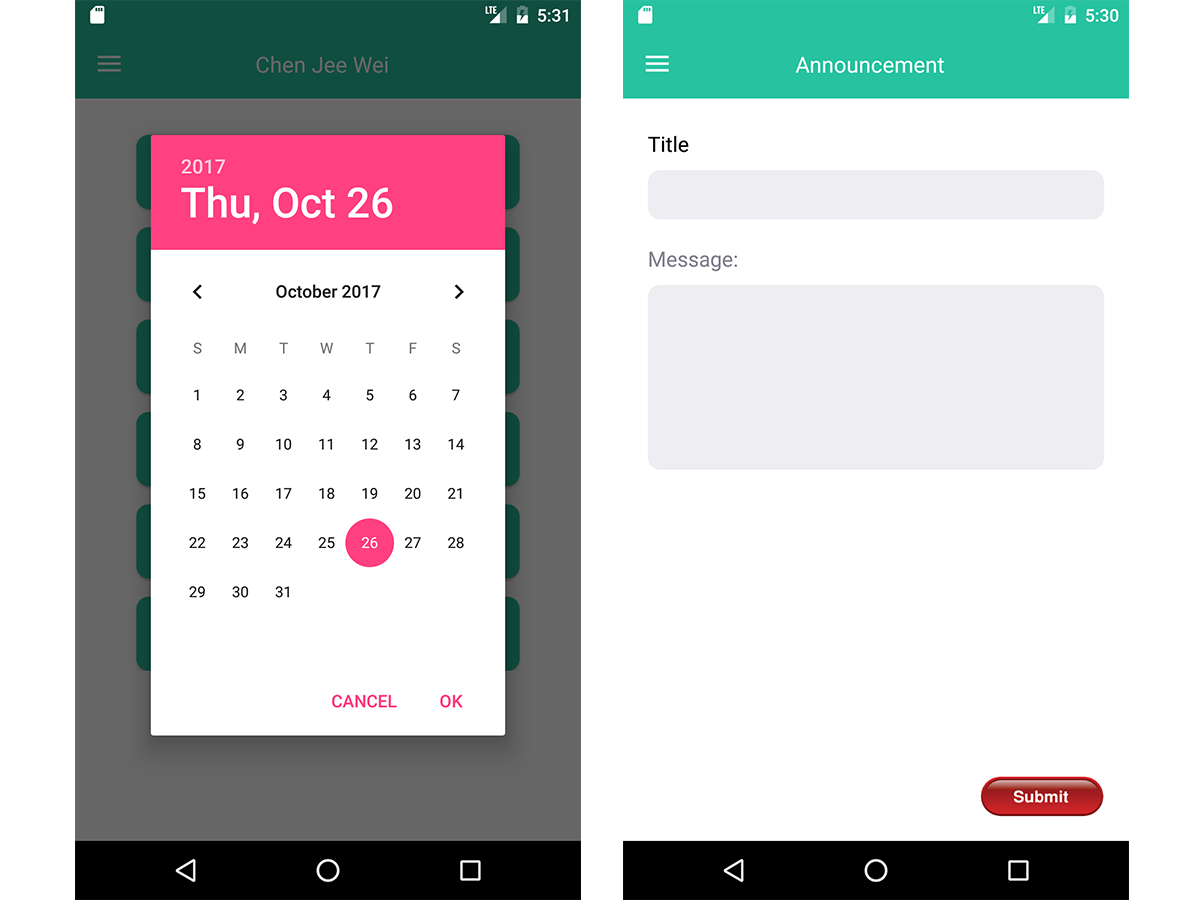 LTE 5:31
Chen Jee Wei
2017
Thu, Oct 26
October 2017
S M T W T F S
1 2 3 4 5 6 7
8 9 10 11 12 13 14
15 16 17 18 19 20 21
22 23 24 25 26 27 28
29 30 31
CANCEL OK
LTE 5:30
Announcement
Title
Message:
Submit